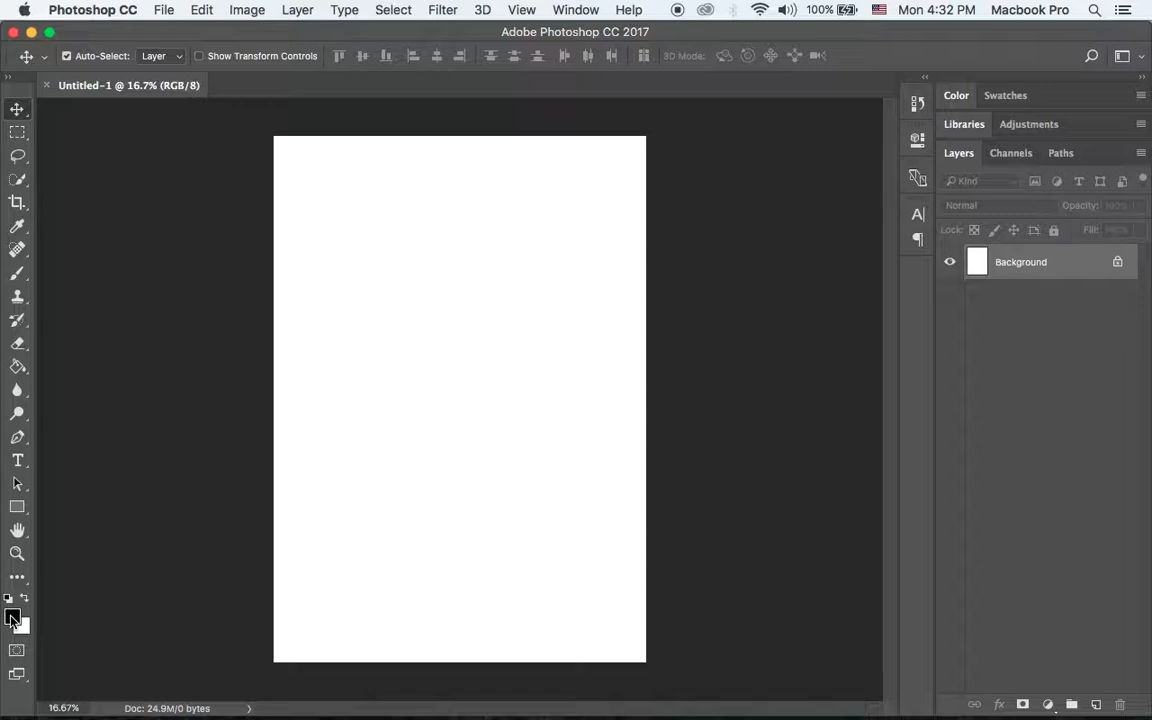 Photoshop CC File Edit Image Layer Type Select Filter 3D View Window Help 100% Mon 4:32 PM Macbook Pro
Adobe Photoshop CC 2017
Auto-Select: Layer Show Transform Controls 3D Mode:
× Untitled-1 @ 16.7% (RGB/8)
Color Swatches
Libraries Adjustments
Layers Channels Paths
Kind
Normal Opacity: 100%
Lock: Fill:
Background
16.67% Doc: 24.9M/0 bytes